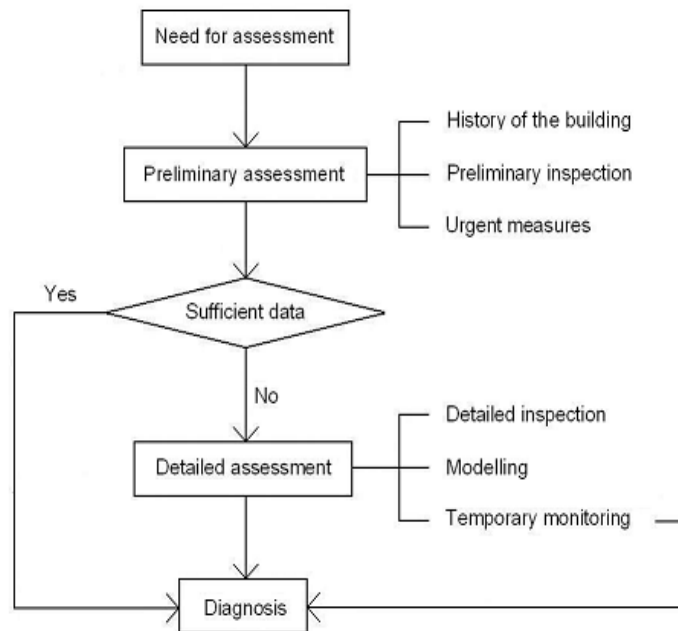 Need for assessment
History of the building
Preliminary assessment
Preliminary inspection
Urgent measures
Yes
Sufficient data
No
Detailed inspection
Detailed assessment
Modelling
Temporary monitoring
Diagnosis